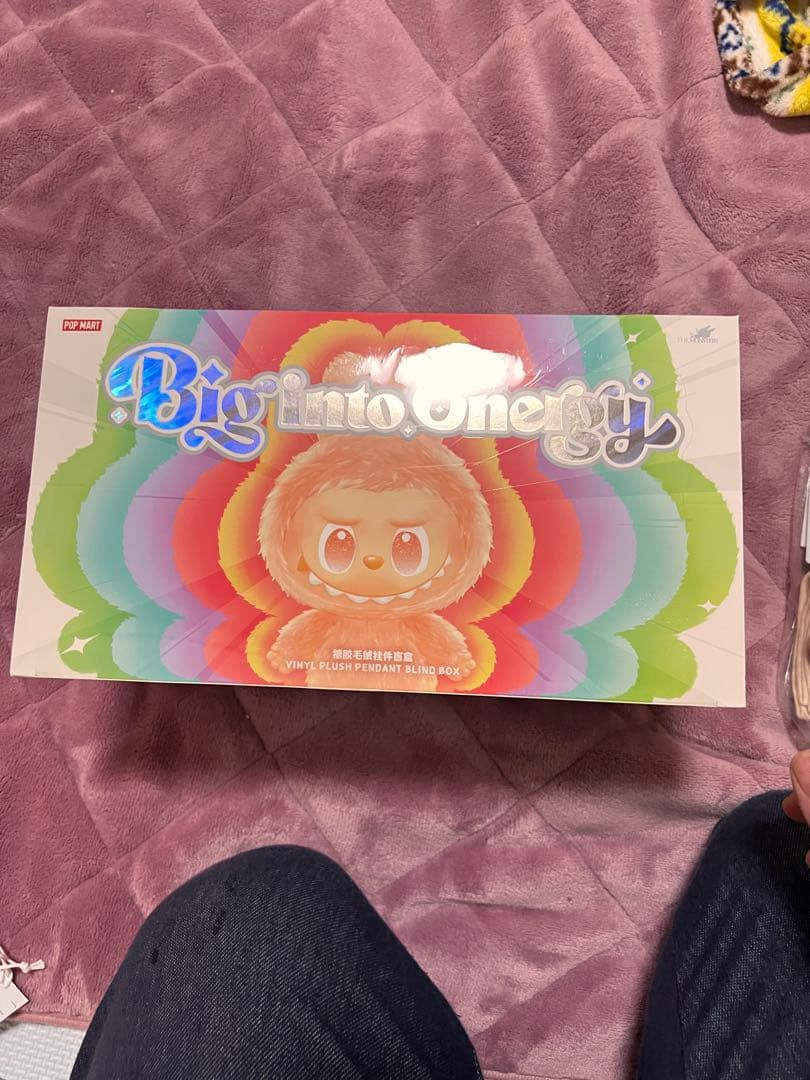 POP MART
THE MONSTERS
Big into Energy
塑胶毛绒挂件盲盒
VINYL PLUSH PENDANT BLIND BOX